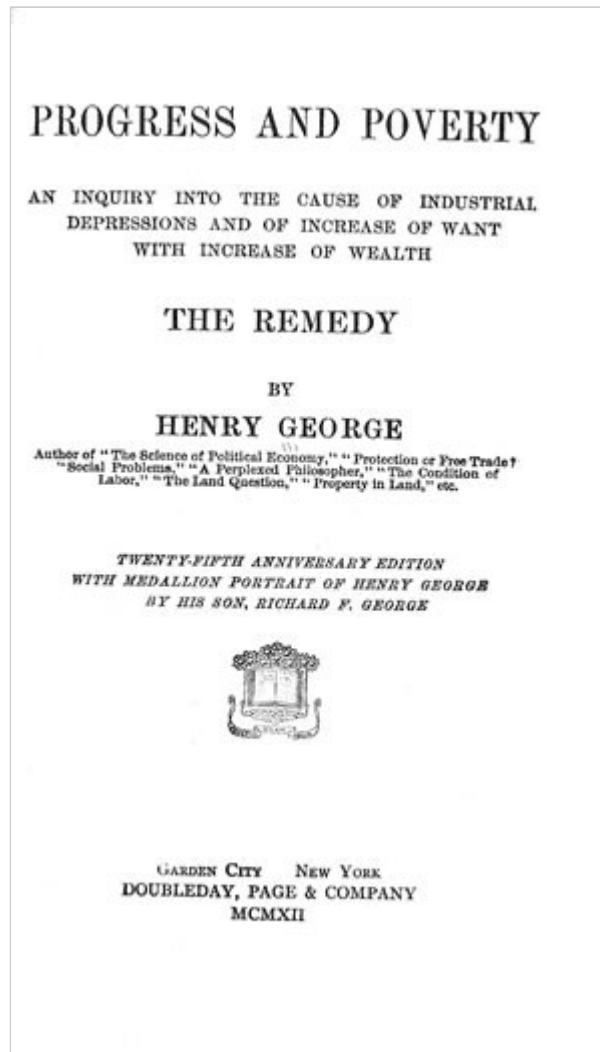 PROGRESS AND POVERTY
AN INQUIRY INTO THE CAUSE OF INDUSTRIAL
DEPRESSIONS AND OF INCREASE OF WANT
WITH INCREASE OF WEALTH
THE REMEDY
BY
HENRY GEORGE
Author of "The Science of Political Economy," "Protection or Free Trade?
"Social Problems," "A Perplexed Philosopher," "The Condition of
Labor," "The Land Question," "Property in Land," etc.
TWENTY-FIFTH ANNIVERSARY EDITION
WITH MEDALLION PORTRAIT OF HENRY GEORGE
BY HIS SON, RICHARD F. GEORGE
GARDEN CITY NEW YORK
DOUBLEDAY, PAGE & COMPANY
MCMXII